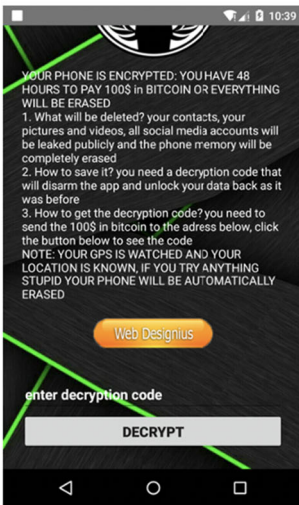 10:39
YOUR PHONE IS ENCRYPTED: YOU HAVE 48
HOURS TO PAY 100$ in BITCOIN OR EVERYTHING
WILL BE ERASED
1. What will be deleted? your contacts, your
pictures and videos, all social media accounts will
be leaked publicly and the phone memory will be
completely erased
2. How to save it? you need a decryption code that
will disarm the app and unlock your data back as it
was before
3. How to get the decryption code? you need to
send the 100$ in bitcoin to the adress below, click
the button below to see the code
NOTE: YOUR GPS IS WATCHED AND YOUR
LOCATION IS KNOWN, IF YOU TRY ANYTHING
STUPID YOUR PHONE WILL BE AUTOMATICALLY
ERASED
Web Designius
enter decryption code
DECRYPT